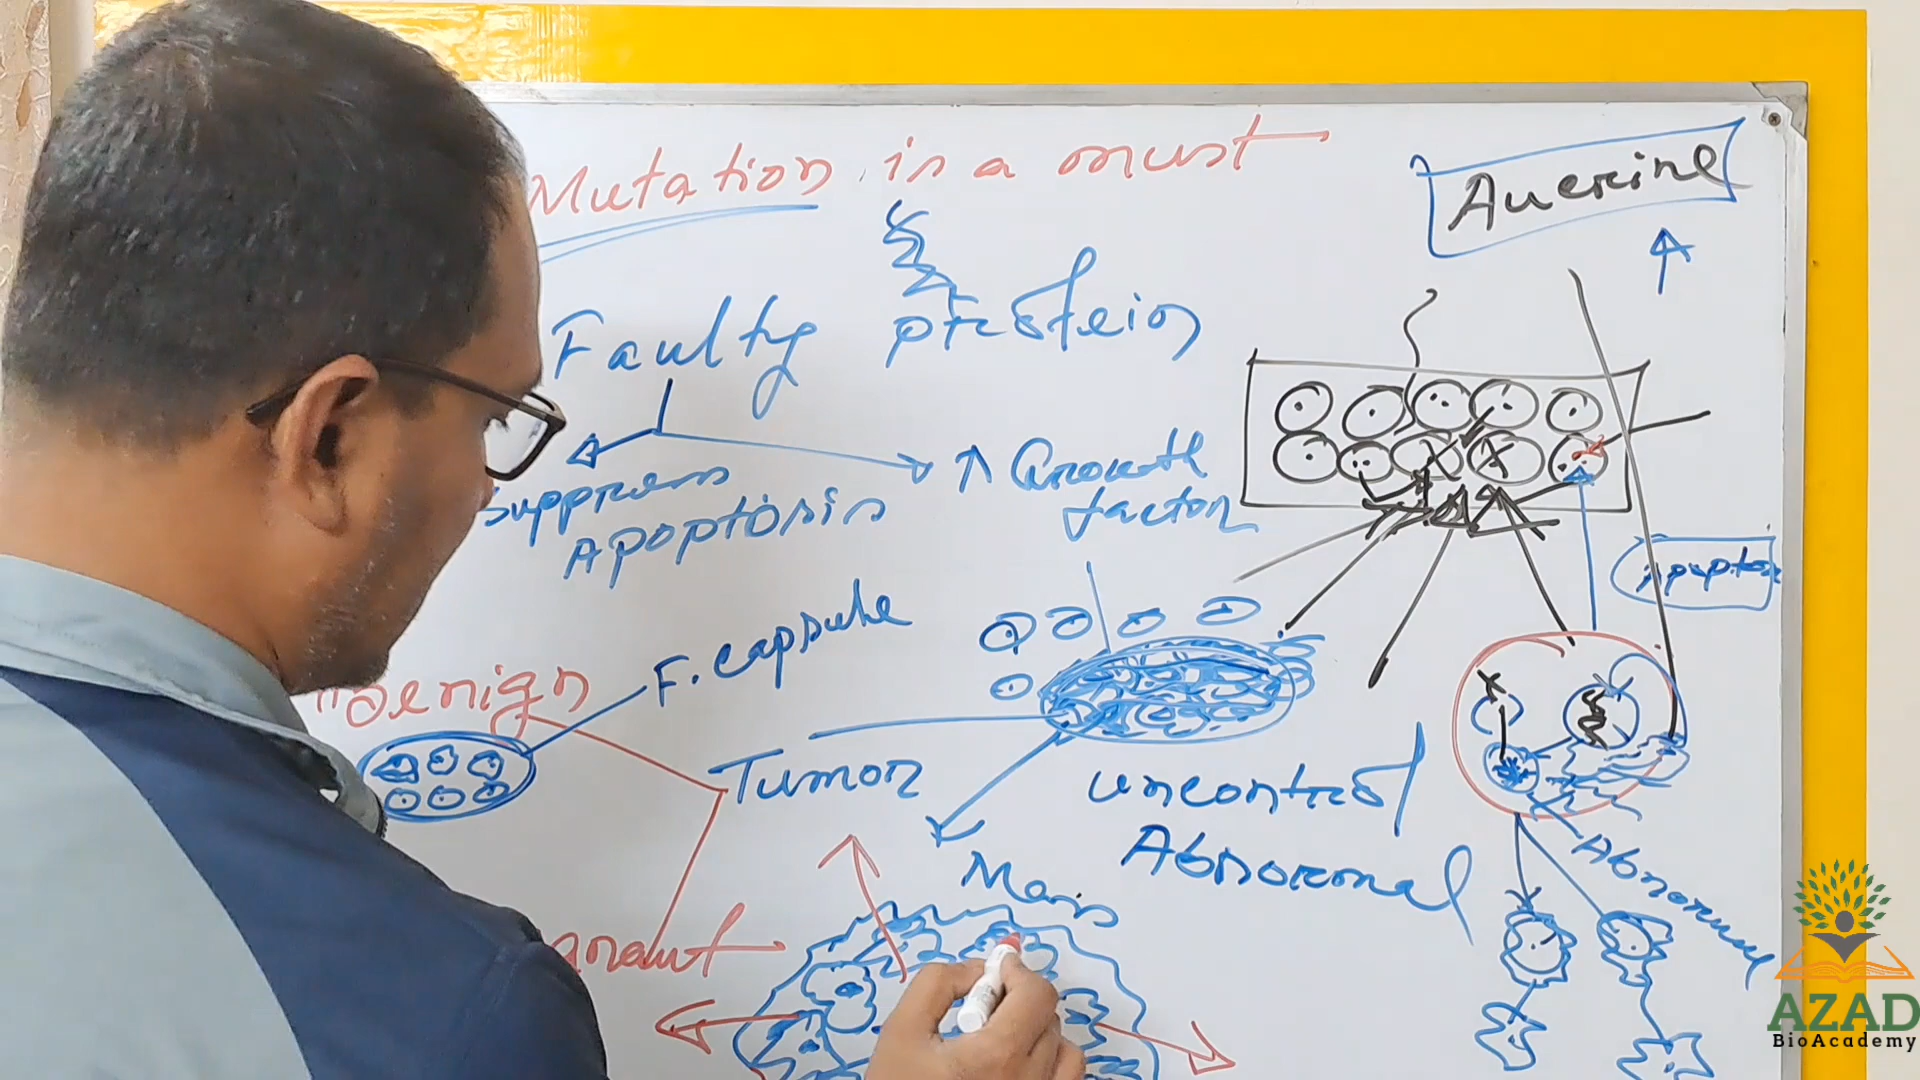 Mutation is a must
Faulty protein
Suppress
Apoptosis
↑ Growth
factor
F. capsule
Benign
Tumor
Mass
uncontrol
Abnormal
Abnormal
AZAD
BioAcademy